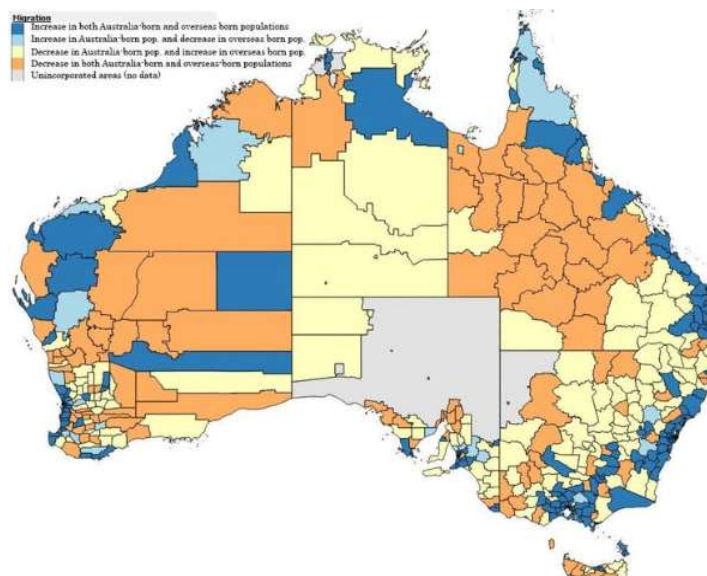 Migration
Increase in both Australia-born and overseas born populations
Increase in Australia-born pop. and decrease in overseas born pop.
Decrease in Australia-born pop. and increase in overseas born pop.
Decrease in both Australia-born and overseas-born populations
Unincorporated areas (no data)